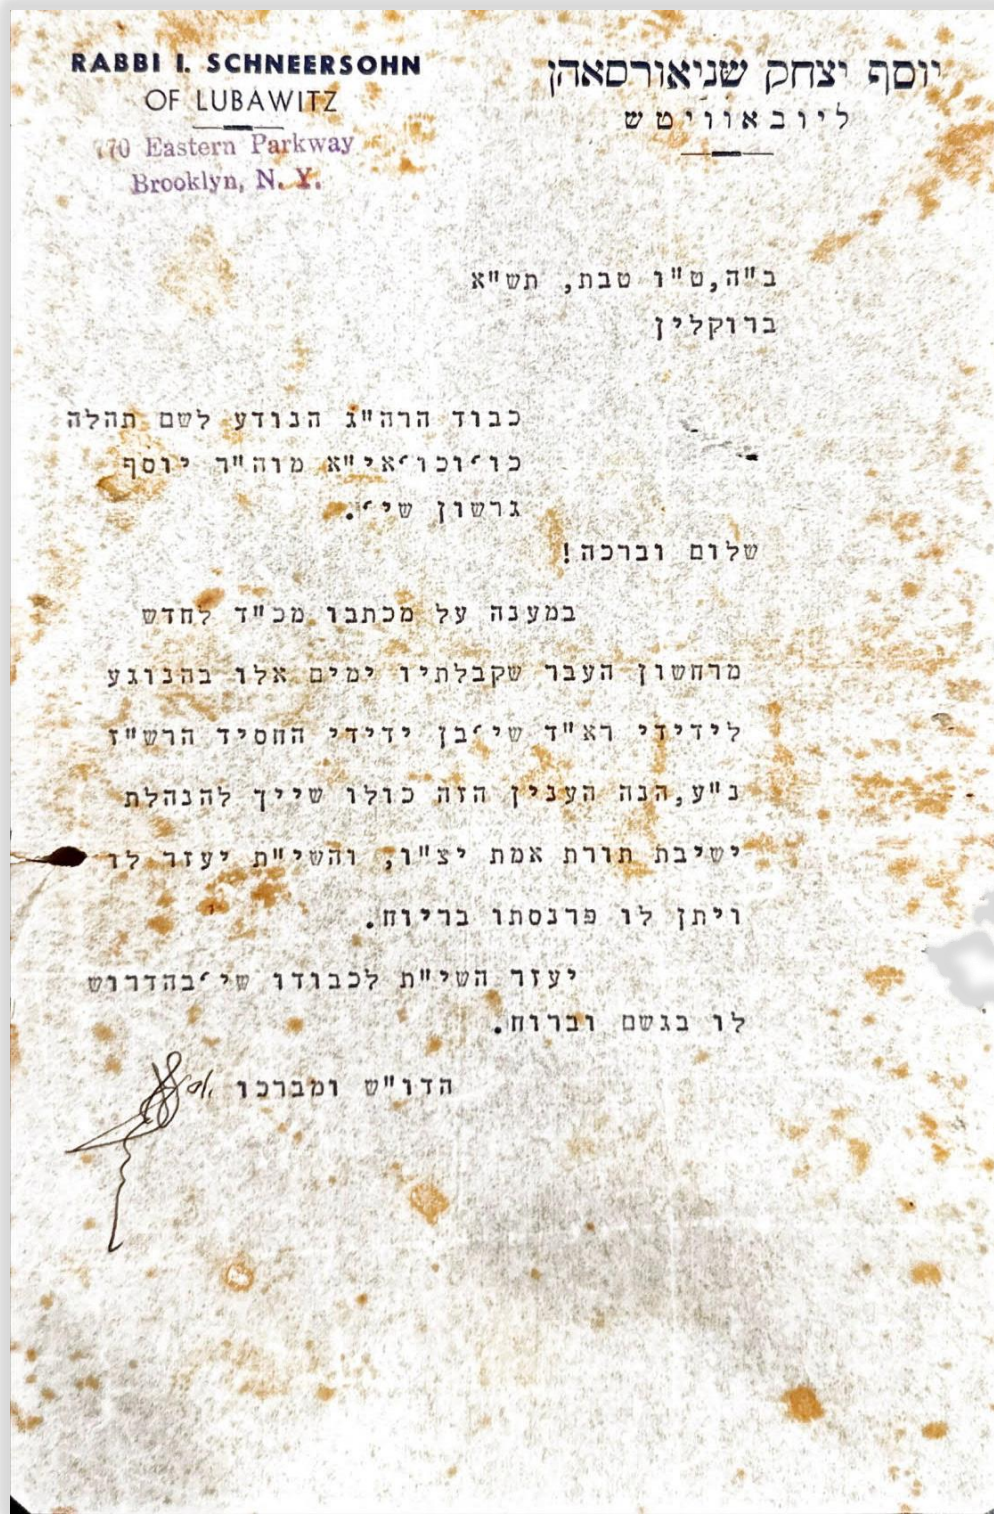 RABBI I. SCHNEERSOHN
OF LUBAWITZ
770 Eastern Parkway
Brooklyn, N. Y.
יוסף יצחק שניאורסאהן
ליובאוויטש
ב"ה,ט"ו טבת, תש"א
ברוקלין
כבוד הרה"ג הנודע לשם תהלה
כו'וכו'אי"א מוה"ר יוסף
גרשון שי'.
שלום וברכה!
במענה על מכתבו מכ"ד לחדש
מרחשון העבר שקבלתיו ימים אלו בהנוגע
לידידי רא"ד שי'בן ידידי החסיד הרש"ז
נ"ע,הנה הענין הזה כולו שייך להנהלת
ישיבת תורת אמת יצ"ו, והשי"ת יעזר לו
ויתן לו פרנסתו בריוח.
יעזר השי"ת לכבודו שי'בהדרוש
לו בגשם וברוח.
הדו"ש ומברכו